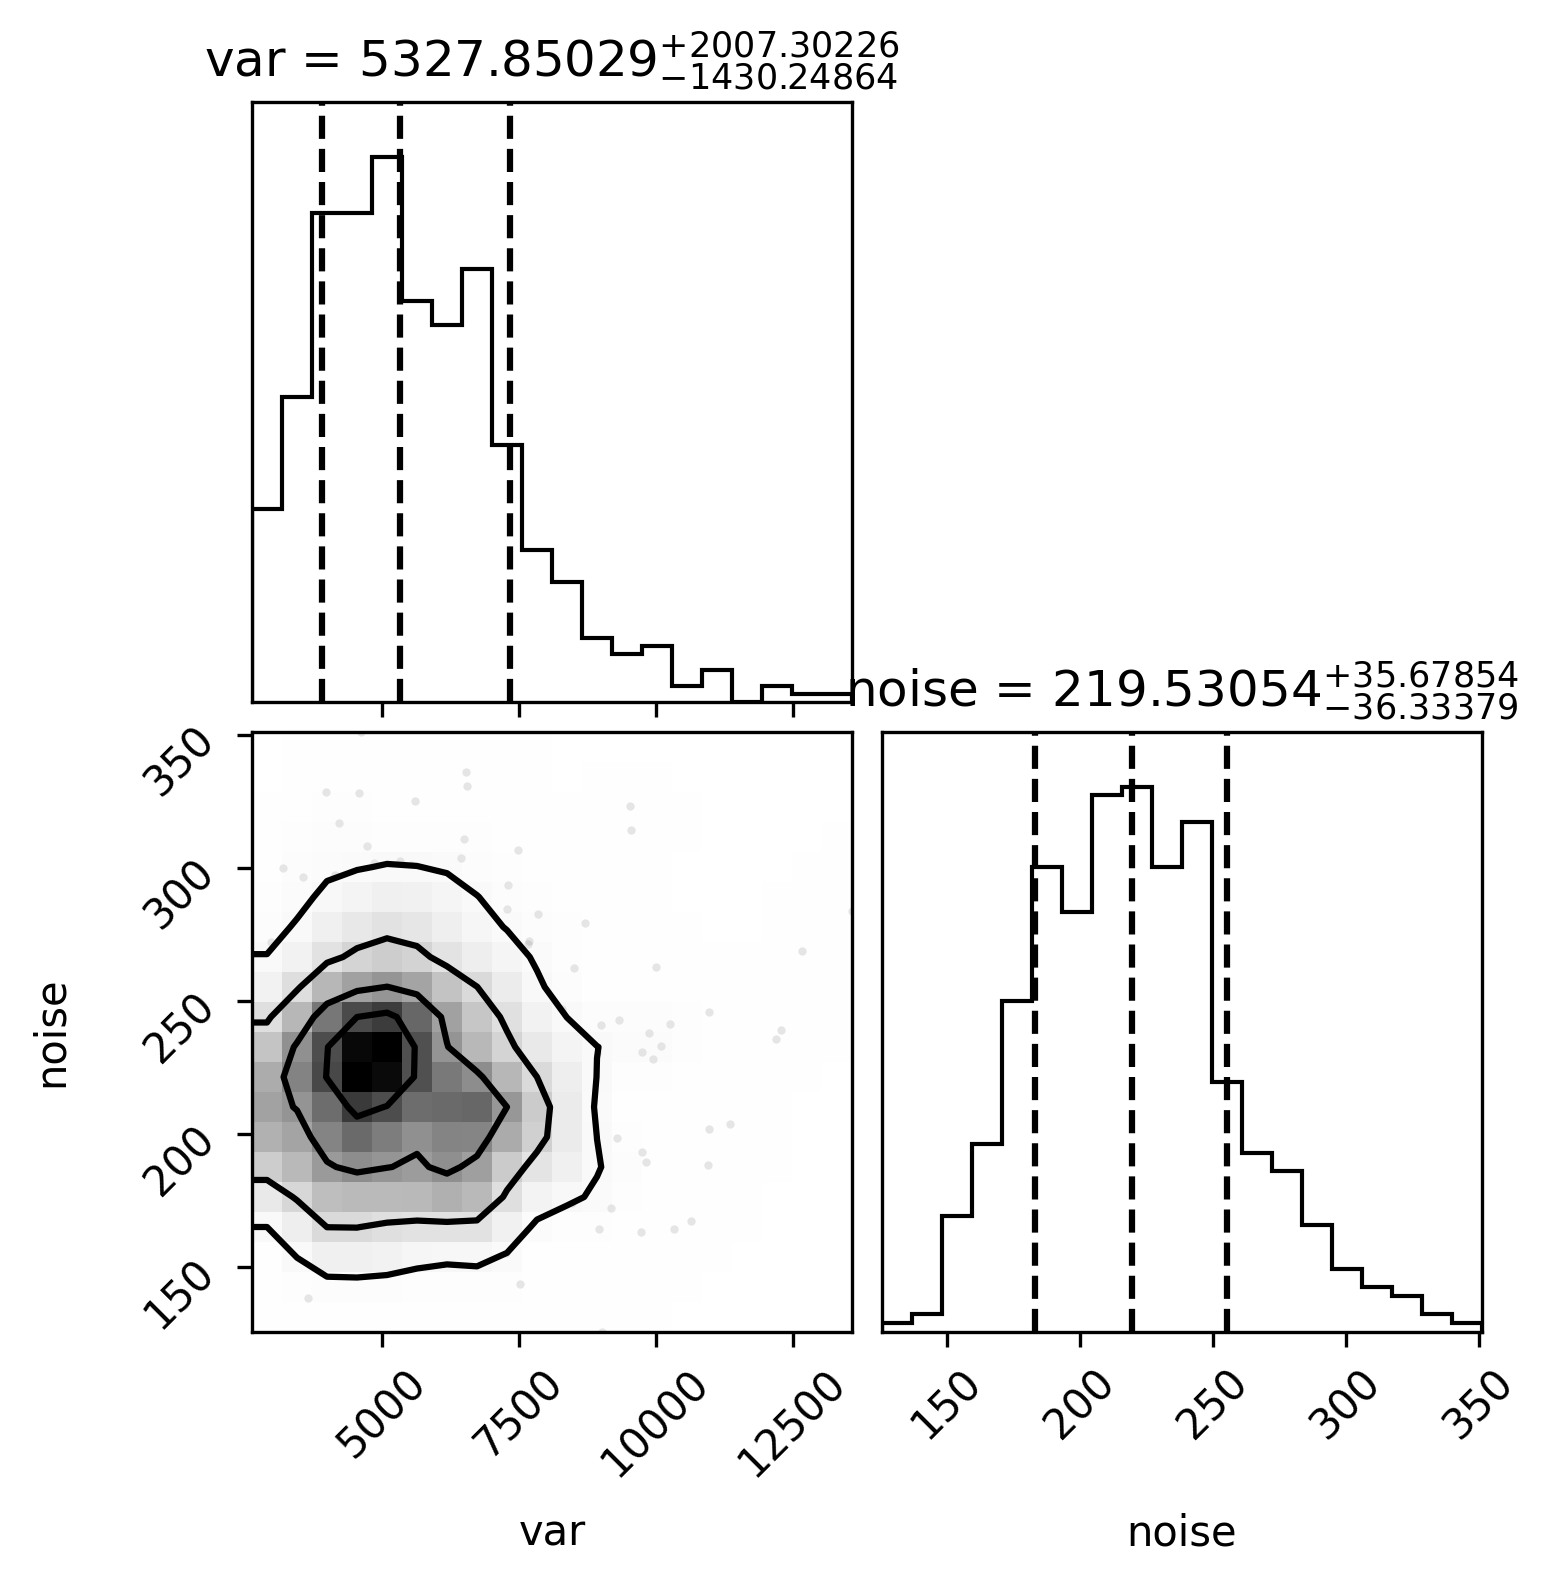 var = 5327.85029+2007.30226−1430.24864
noise = 219.53054+35.67854−36.33379
350
300
250
200
150
noise
5000 7500 10000 12500
150 200 250 300 350
var
noise